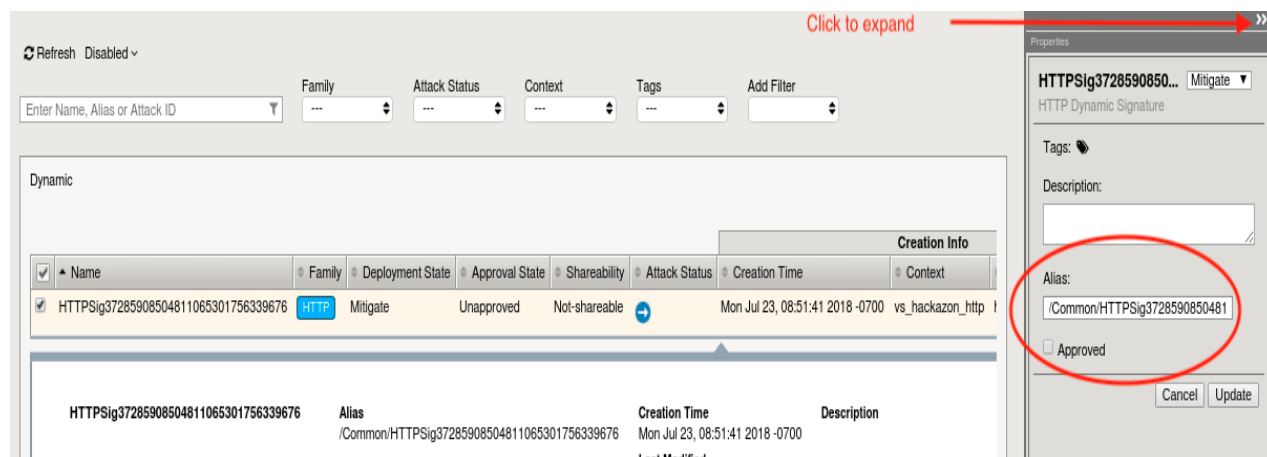 Click to expand
»
Refresh Disabled
Properties
Family Attack Status Context Tags Add Filter
Enter Name, Alias or Attack ID --- --- --- ---
HTTPSig3728590850... Mitigate
HTTP Dynamic Signature
Tags:
Dynamic
Description:
Creation Info
Name Family Deployment State Approval State Shareability Attack Status Creation Time Context
Alias:
HTTPSig37285908504811065301756339676 HTTP Mitigate Unapproved Not-shareable Mon Jul 23, 08:51:41 2018 -0700 vs_hackazon_http
/Common/HTTPSig3728590850481
Approved
Cancel Update
HTTPSig37285908504811065301756339676 Alias Creation Time Description
/Common/HTTPSig37285908504811065301756339676 Mon Jul 23, 08:51:41 2018 -0700